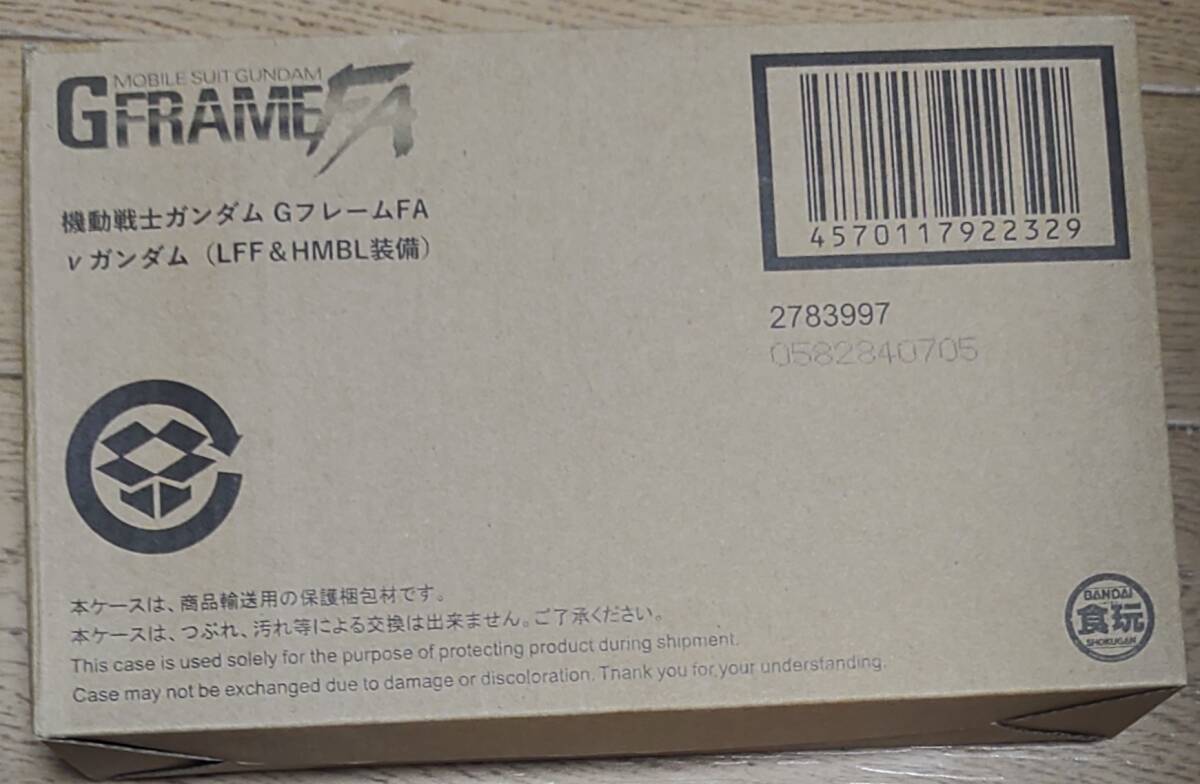 MOBILE SUIT GUNDAM
GFRAME FA
機動戦士ガンダム GフレームFA
νガンダム（LFF＆HMBL装備）
4570117922329
2783997
0582840705
本ケースは、商品輸送用の保護梱包材です。
本ケースは、つぶれ、汚れ等による交換は出来ません。ご了承ください。
This case is used solely for the purpose of protecting product during shipment.
Case may not be exchanged due to damage or discoloration. Thank you for your understanding.
BANDAI
食玩
SHOKUGAN